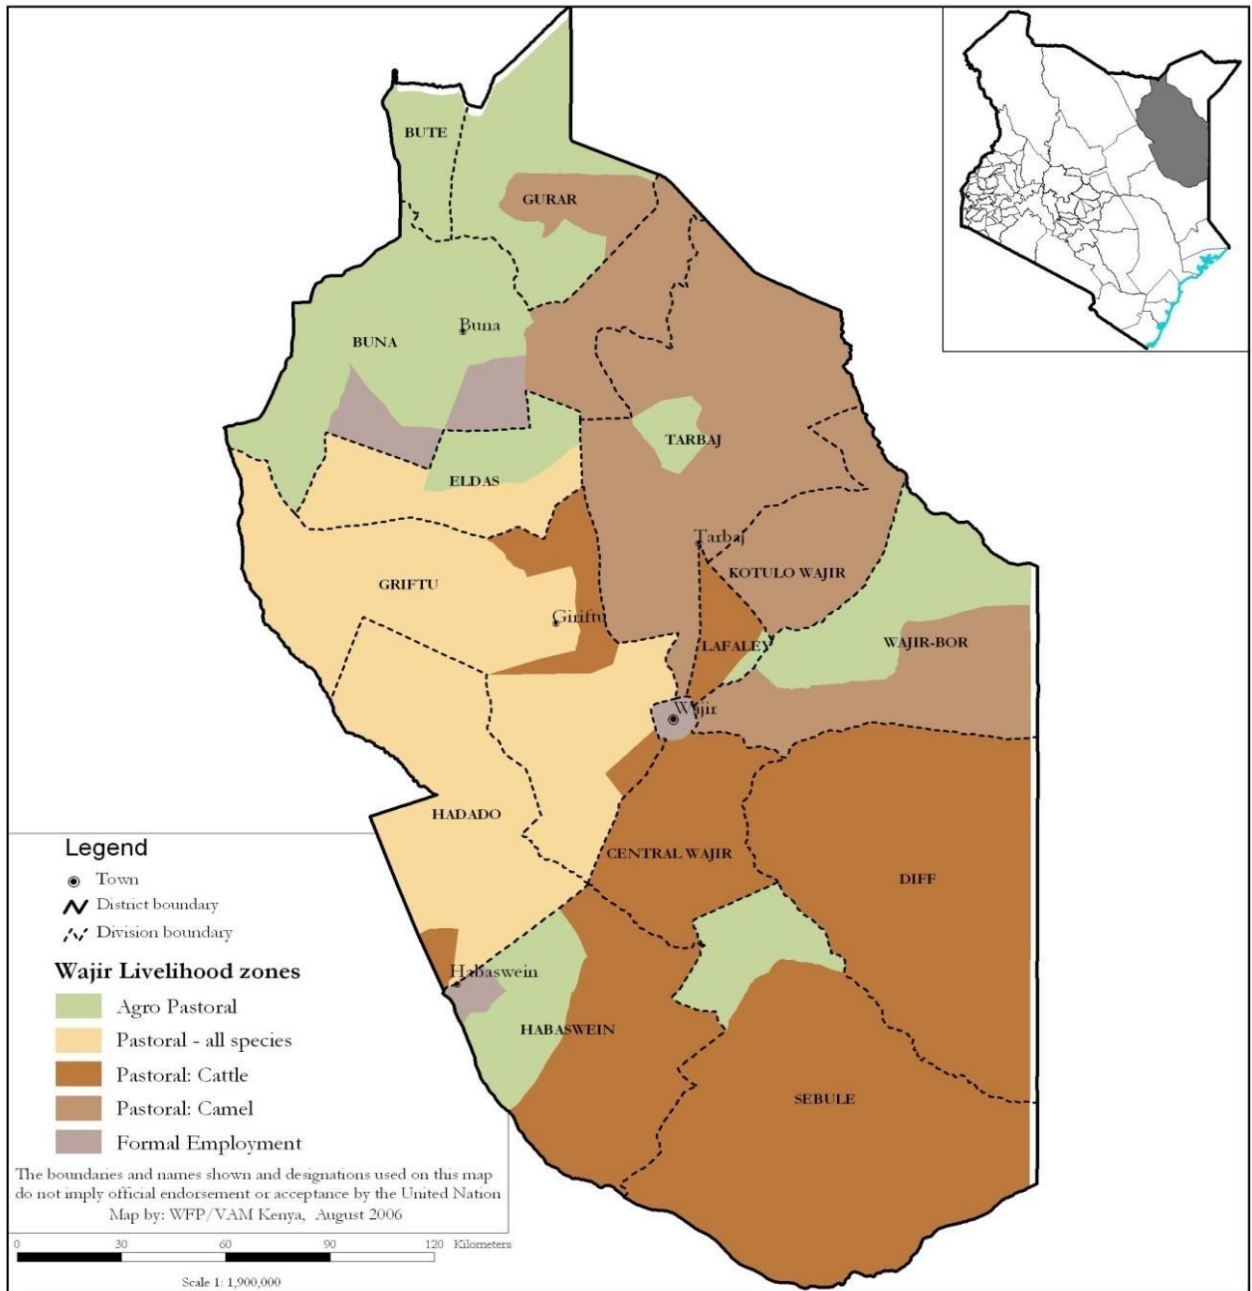 BUTE
GURAR
Buna
BUNA
TARBAJ
ELDAS
Tarbaj
KOTULO WAJIR
GRIFTU
Giriftu
LAFALEY
WAJIR-BOR
Wajir
HADADO
CENTRAL WAJIR
DIFF
Habaswein
HABASWEIN
SEBULE
Legend
Town
District boundary
Division boundary
Wajir Livelihood zones
Agro Pastoral
Pastoral - all species
Pastoral: Cattle
Pastoral: Camel
Formal Employment
The boundaries and names shown and designations used on this map
do not imply official endorsement or acceptance by the United Nation
Map by: WFP/VAM Kenya, August 2006
0 30 60 90 120 Kilometers
Scale 1: 1,900,000